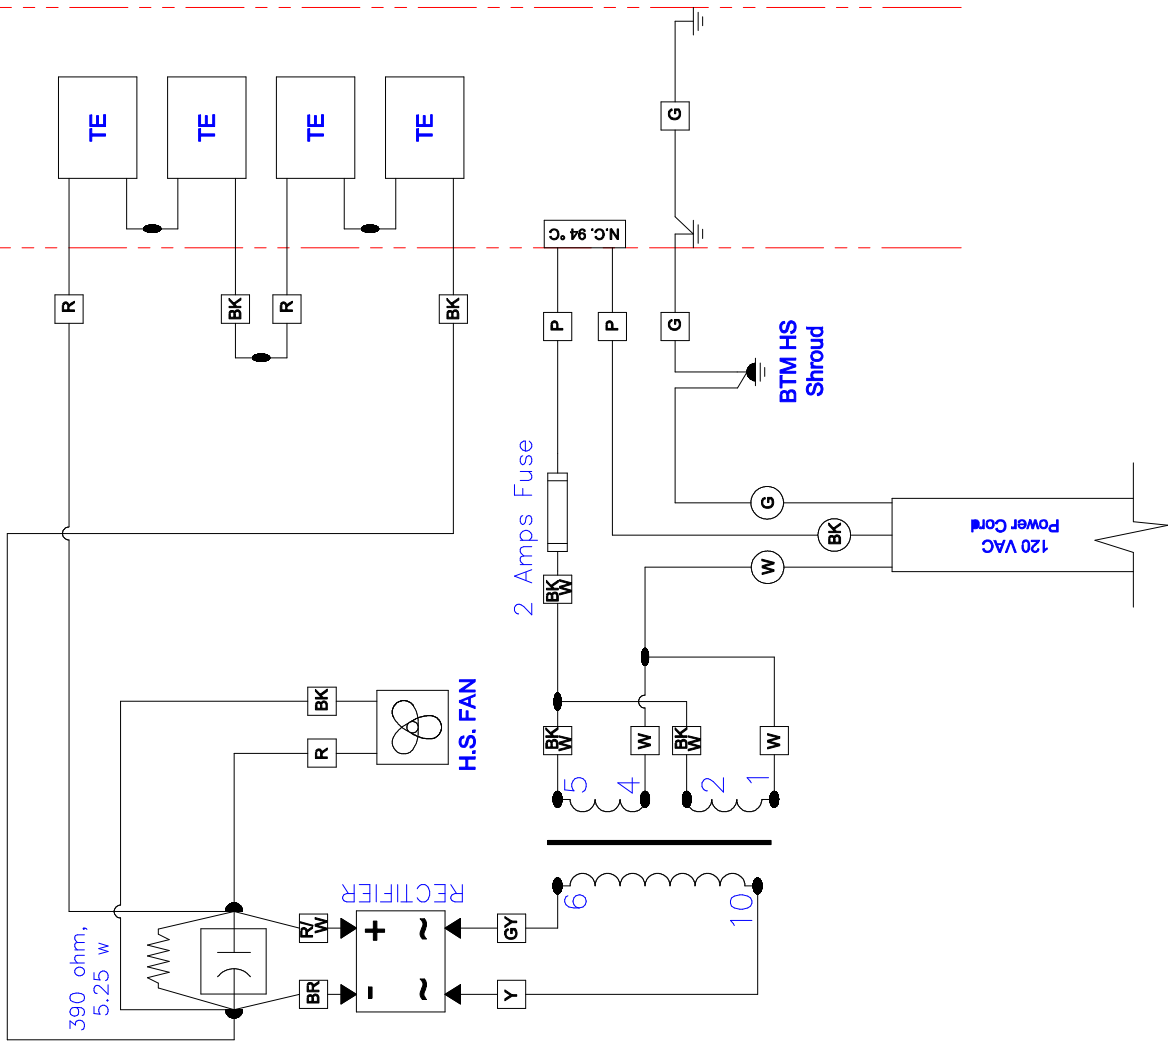 TE
TE
TE
TE
G
N.C. 94 °C
R
BK
R
BK
P
P
G
BTM HS
Shroud
2 Amps Fuse
G
BK
W
120 VAC
Power Cord
BK
W
BK
R
H.S. FAN
BK
W
W
BK
W
W
5
4
2
1
RECTIFIER
6
10
390 ohm,
5.25 w
R/
W
+
~
GY
BR
-
~
Y